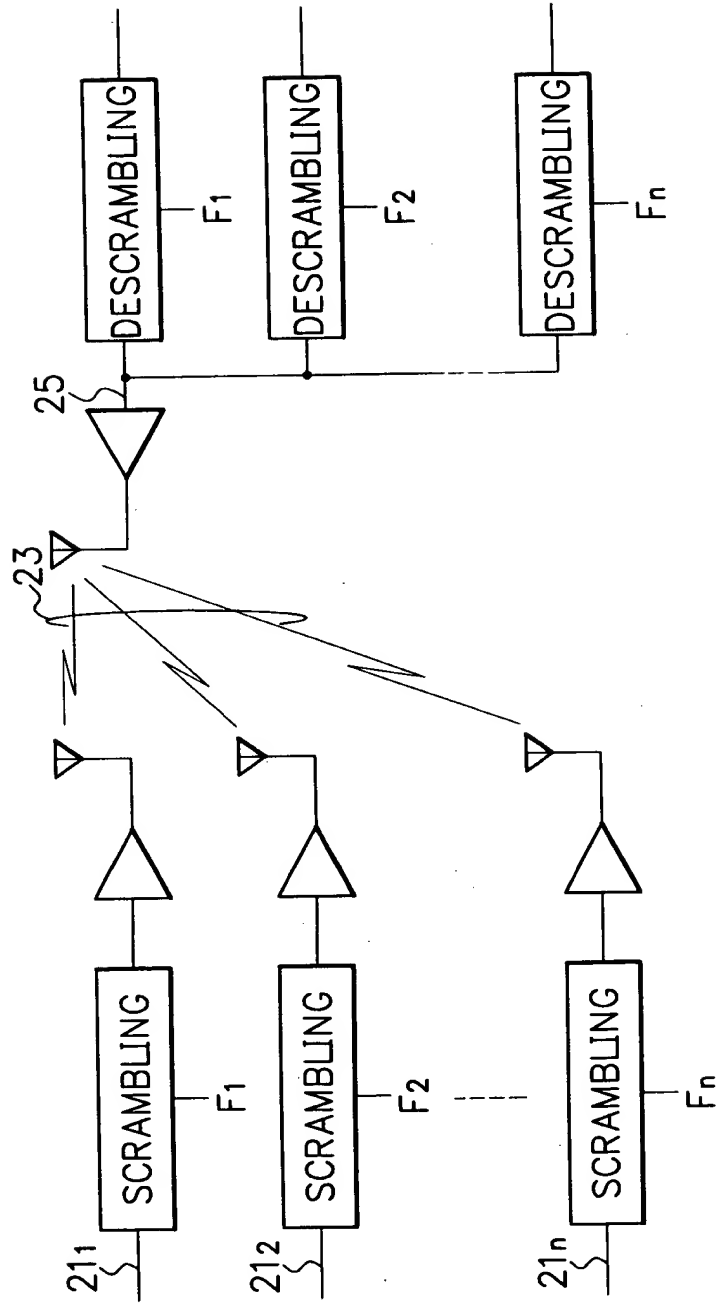 21₁
SCRAMBLING
F₁
21₂
SCRAMBLING
F₂
21ₙ
SCRAMBLING
Fₙ
23
25
DESCRAMBLING
F₁
DESCRAMBLING
F₂
DESCRAMBLING
Fₙ